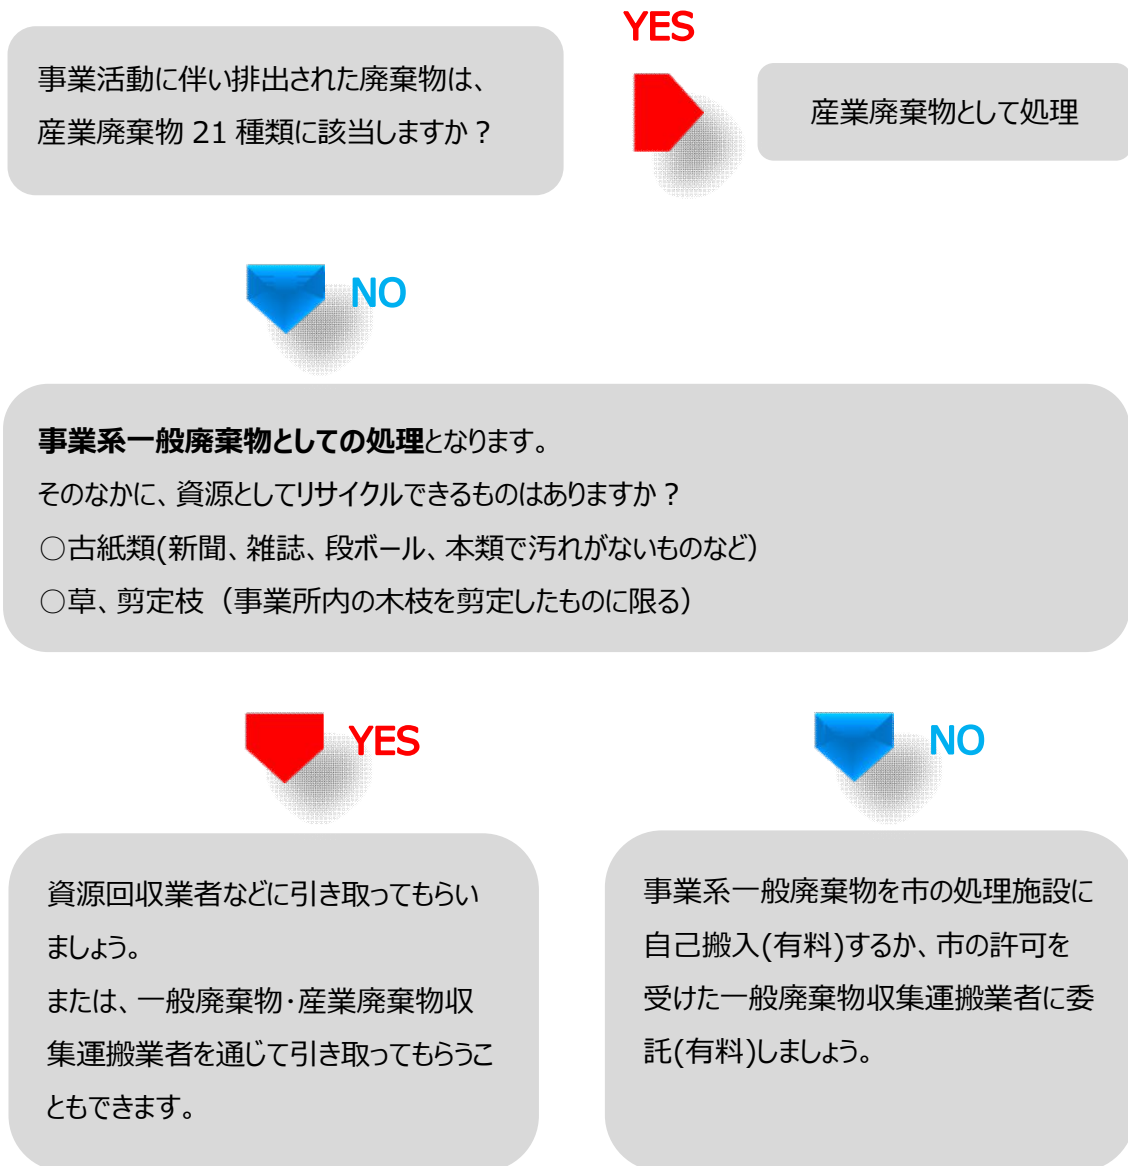 YES
事業活動に伴い排出された廃棄物は、
産業廃棄物 21 種類に該当しますか？
産業廃棄物として処理
NO
事業系一般廃棄物としての処理となります。
そのなかに、資源としてリサイクルできるものはありますか？
○古紙類(新聞、雑誌、段ボール、本類で汚れがないものなど)
○草、剪定枝（事業所内の木枝を剪定したものに限る）
YES
NO
資源回収業者などに引き取ってもらい
ましょう。
または、一般廃棄物・産業廃棄物収
集運搬業者を通じて引き取ってもらうこ
ともできます。
事業系一般廃棄物を市の処理施設に
自己搬入(有料)するか、市の許可を
受けた一般廃棄物収集運搬業者に委
託(有料)しましょう。